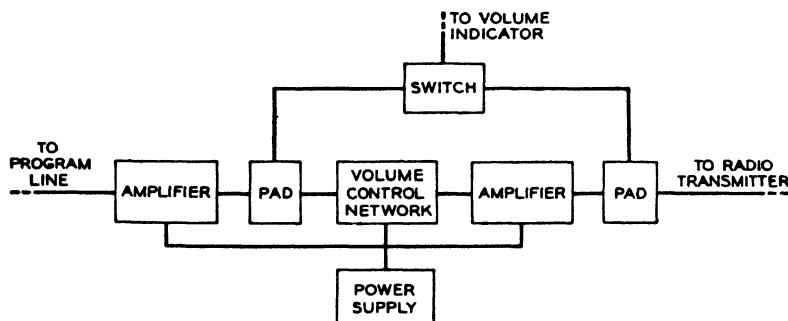 TO VOLUME
INDICATOR
SWITCH
TO
PROGRAM
LINE
AMPLIFIER
PAD
VOLUME
CONTROL
NETWORK
AMPLIFIER
PAD
TO RADIO
TRANSMITTER
POWER
SUPPLY